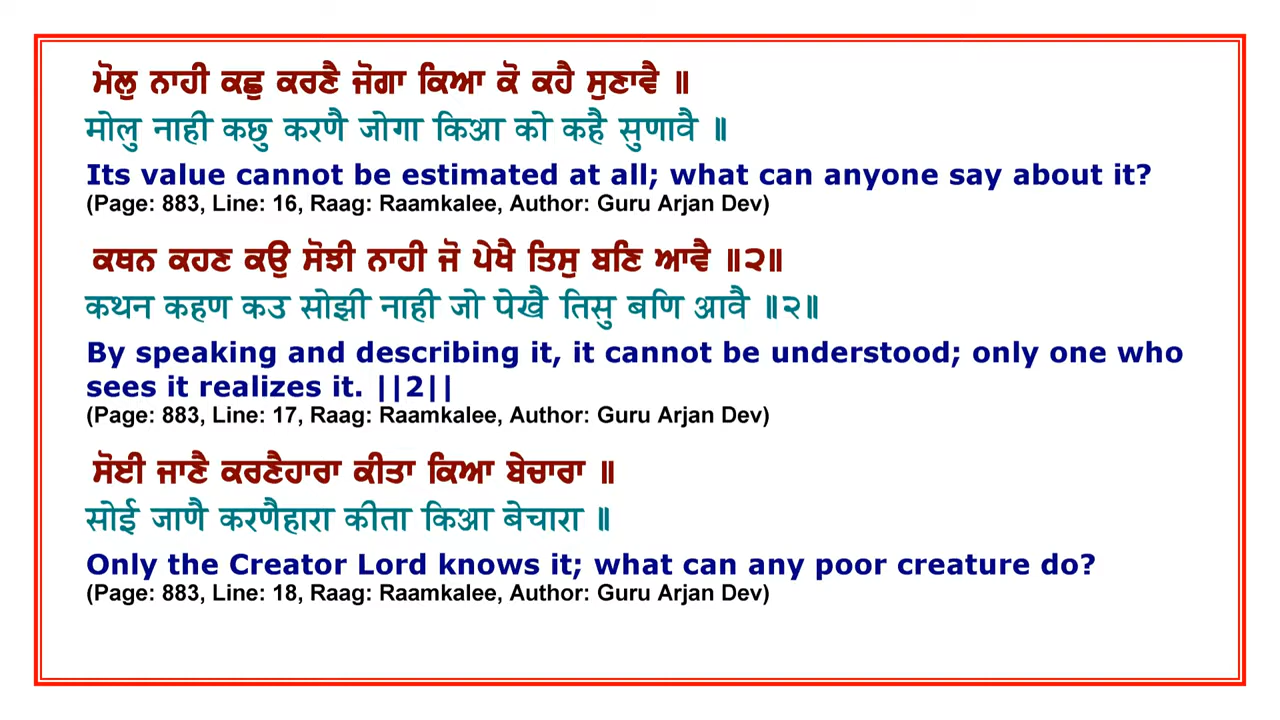 ਮੋਲੁ ਨਾਹੀ ਕਛੁ ਕਰਣੈ ਜੋਗਾ ਕਿਆ ਕੋ ਕਹੈ ਸੁਣਾਵੈ ॥
मोलु नाही कछु करणै जोगा किआ को कहै सुणावै ॥
Its value cannot be estimated at all; what can anyone say about it?
(Page: 883, Line: 16, Raag: Raamkalee, Author: Guru Arjan Dev)
ਕਥਨ ਕਹਣ ਕਉ ਸੋਝੀ ਨਾਹੀ ਜੋ ਪੇਖੈ ਤਿਸੁ ਬਣਿ ਆਵੈ ॥੨॥
कथन कहण कउ सोझी नाही जो पेखै तिसु बणि आवै ॥२॥
By speaking and describing it, it cannot be understood; only one who
sees it realizes it. ||2||
(Page: 883, Line: 17, Raag: Raamkalee, Author: Guru Arjan Dev)
ਸੋਈ ਜਾਣੈ ਕਰਣੈਹਾਰਾ ਕੀਤਾ ਕਿਆ ਬੇਚਾਰਾ ॥
सोई जाणै करणैहारा कीता किआ बेचारा ॥
Only the Creator Lord knows it; what can any poor creature do?
(Page: 883, Line: 18, Raag: Raamkalee, Author: Guru Arjan Dev)